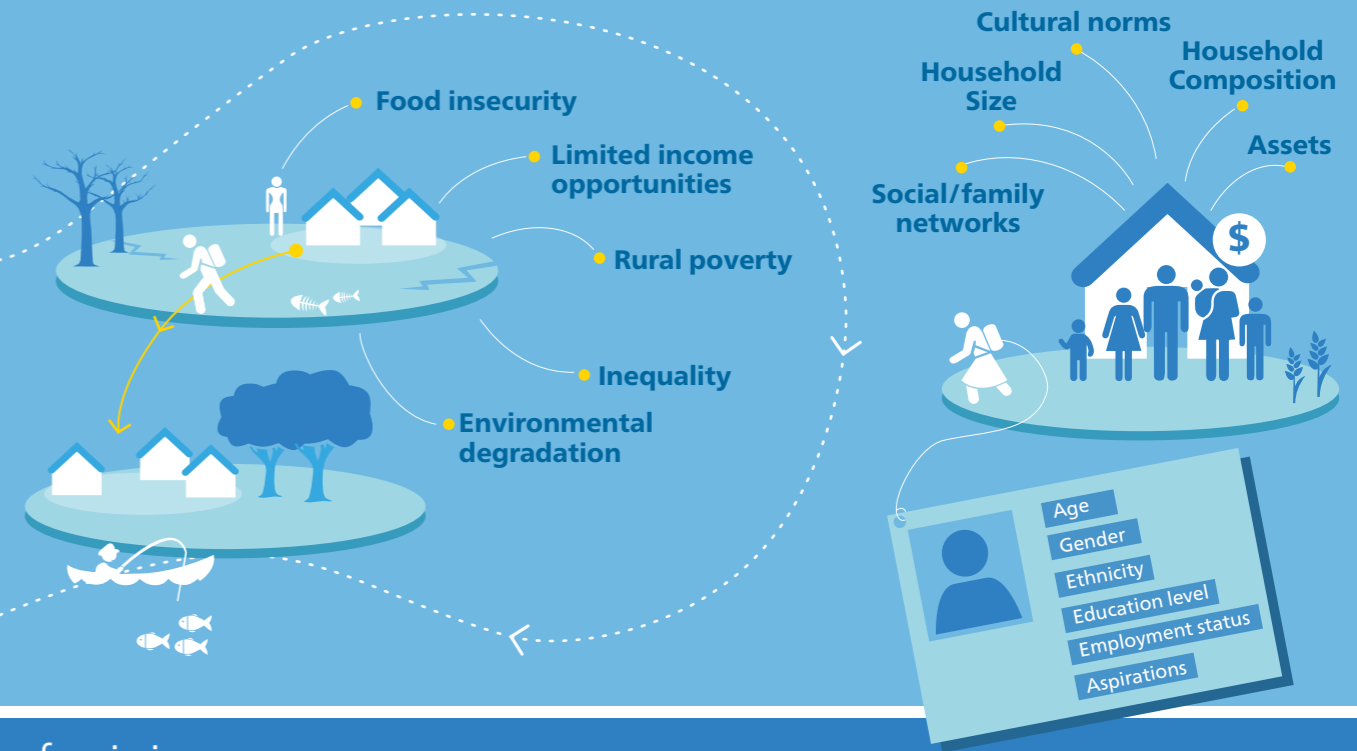 Food insecurity
Limited income
opportunities
Rural poverty
Inequality
Environmental
degradation
Cultural norms
Household
Size
Household
Composition
Assets
Social/family
networks
$
Age
Gender
Ethnicity
Education level
Employment status
Aspirations